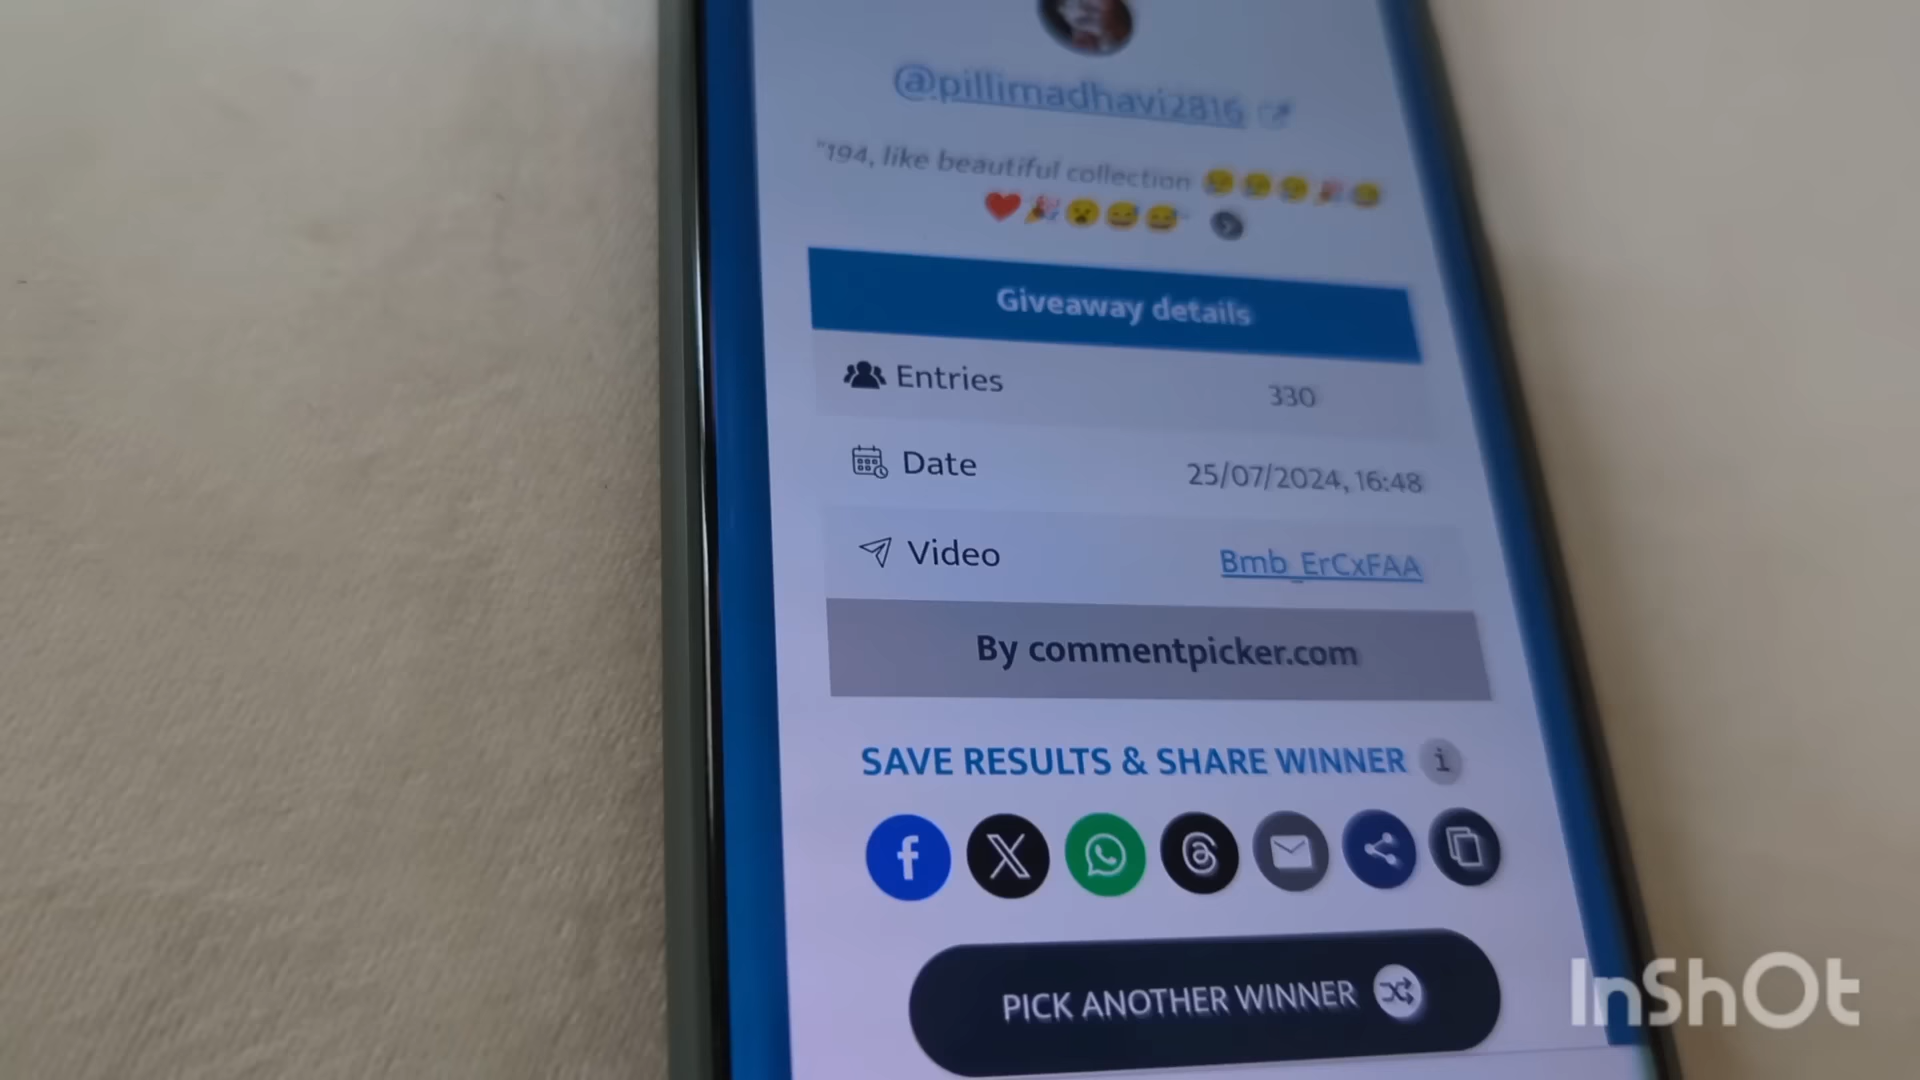 @pillimadhavi2816
"194, like beautiful collection 😥😥😥🎉😅
❤️🎉😮😅😅"
Giveaway details
Entries 330
Date 25/07/2024, 16:48
Video Bmb_ErCxFAA
By commentpicker.com
SAVE RESULTS & SHARE WINNER i
PICK ANOTHER WINNER
InShOt